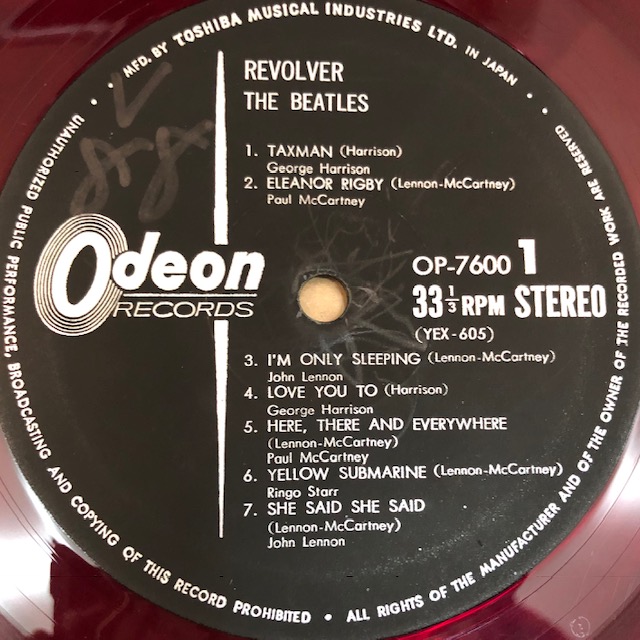 MFD. BY TOSHIBA MUSICAL INDUSTRIES LTD. IN JAPAN
REVOLVER
THE BEATLES
1. TAXMAN (Harrison)
George Harrison
2. ELEANOR RIGBY (Lennon-McCartney)
Paul McCartney
Odeon
RECORDS
OP-7600 1
33 1/3 RPM STEREO
(YEX-605)
3. I'M ONLY SLEEPING (Lennon-McCartney)
John Lennon
4. LOVE YOU TO (Harrison)
George Harrison
5. HERE, THERE AND EVERYWHERE
(Lennon-McCartney)
Paul McCartney
6. YELLOW SUBMARINE (Lennon-McCartney)
Ringo Starr
7. SHE SAID SHE SAID
(Lennon-McCartney)
John Lennon
UNAUTHORIZED PUBLIC PERFORMANCE, BROADCASTING AND COPYING OF THIS RECORD PROHIBITED • ALL RIGHTS OF THE MANUFACTURER AND OF THE OWNER OF THE RECORDED WORK ARE RESERVED